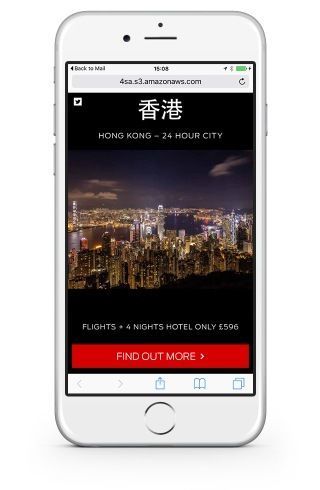 Back to Mail
15:08
4sa.s3.amazonaws.com
香港
HONG KONG – 24 HOUR CITY
FLIGHTS + 4 NIGHTS HOTEL ONLY £596
FIND OUT MORE